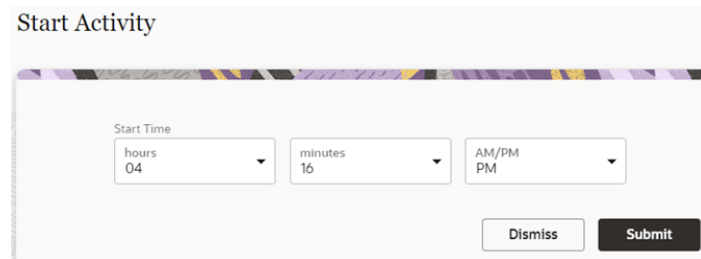 Start Activity
Start Time
hours minutes AM/PM
04 16 PM
Dismiss Submit